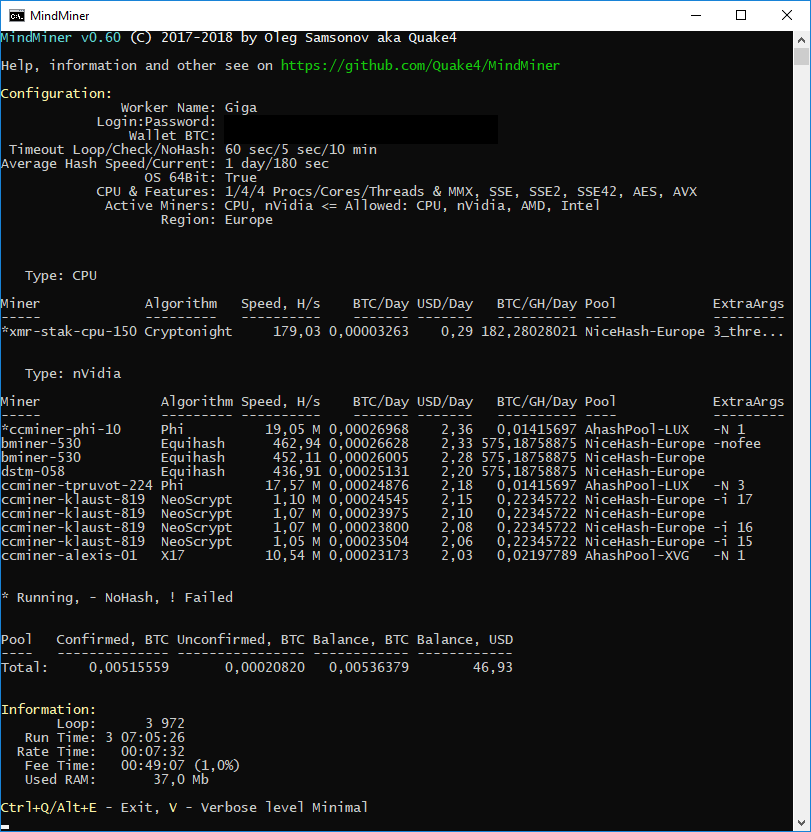 MindMiner
MindMiner v0.60 (C) 2017-2018 by Oleg Samsonov aka Quake4
Help, information and other see on https://github.com/Quake4/MindMiner
Configuration:
Worker Name: Giga
Login:Password:
Wallet BTC:
Timeout Loop/Check/NoHash: 60 sec/5 sec/10 min
Average Hash Speed/Current: 1 day/180 sec
OS 64Bit: True
CPU & Features: 1/4/4 Procs/Cores/Threads & MMX, SSE, SSE2, SSE42, AES, AVX
Active Miners: CPU, nVidia <= Allowed: CPU, nVidia, AMD, Intel
Region: Europe
Type: CPU
Miner Algorithm Speed, H/s BTC/Day USD/Day BTC/GH/Day Pool ExtraArgs
----- --------- ---------- ------- ------- ---------- ---- ---------
*xmr-stak-cpu-150 Cryptonight 179,03 0,00003263 0,29 182,28028021 NiceHash-Europe 3_thre...
Type: nVidia
Miner Algorithm Speed, H/s BTC/Day USD/Day BTC/GH/Day Pool ExtraArgs
----- --------- ---------- ------- ------- ---------- ---- ---------
*ccminer-phi-10 Phi 19,05 M 0,00026968 2,36 0,01415697 AhashPool-LUX -N 1
bminer-530 Equihash 462,94 0,00026628 2,33 575,18758875 NiceHash-Europe -nofee
bminer-530 Equihash 452,11 0,00026005 2,28 575,18758875 NiceHash-Europe
dstm-058 Equihash 436,91 0,00025131 2,20 575,18758875 NiceHash-Europe
ccminer-tpruvot-224 Phi 17,57 M 0,00024876 2,18 0,01415697 AhashPool-LUX -N 3
ccminer-klaust-819 NeoScrypt 1,10 M 0,00024545 2,15 0,22345722 NiceHash-Europe -i 17
ccminer-klaust-819 NeoScrypt 1,07 M 0,00023975 2,10 0,22345722 NiceHash-Europe
ccminer-klaust-819 NeoScrypt 1,07 M 0,00023800 2,08 0,22345722 NiceHash-Europe -i 16
ccminer-klaust-819 NeoScrypt 1,05 M 0,00023504 2,06 0,22345722 NiceHash-Europe -i 15
ccminer-alexis-01 X17 10,54 M 0,00023173 2,03 0,02197789 AhashPool-XVG -N 1
* Running, - NoHash, ! Failed
Pool Confirmed, BTC Unconfirmed, BTC Balance, BTC Balance, USD
---- -------------- ---------------- ------------ ------------
Total: 0,00515559 0,00020820 0,00536379 46,93
Information:
Loop: 3 972
Run Time: 3 07:05:26
Rate Time: 00:07:32
Fee Time: 00:49:07 (1,0%)
Used RAM: 37,0 Mb
Ctrl+Q/Alt+E - Exit, V - Verbose level Minimal